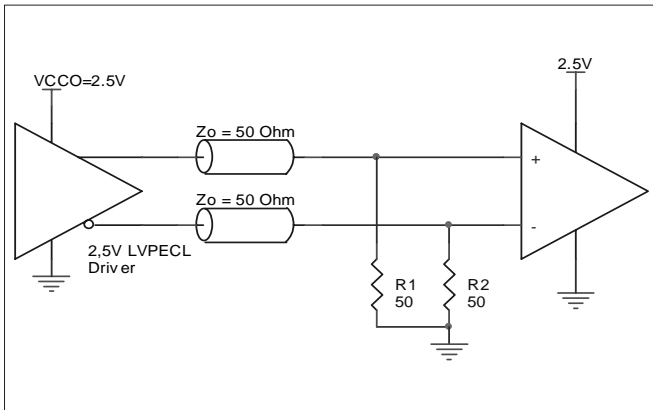 VCCO=2.5V
2.5V
Zo = 50 Ohm
+
Zo = 50 Ohm
-
2,5V LVPECL
Driver
R1
50
R2
50